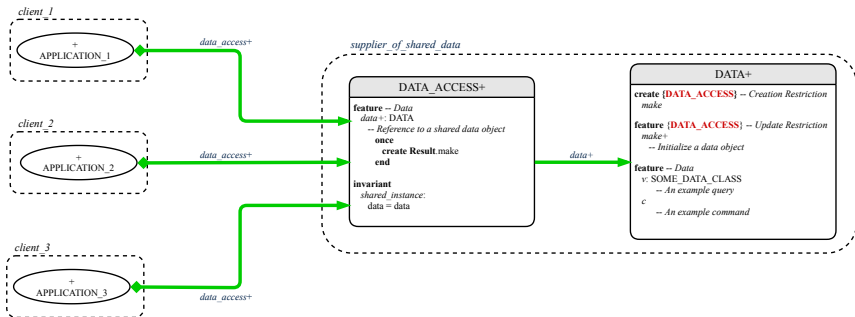 client_1
+
APPLICATION_1
data_access+
client_2
+
APPLICATION_2
data_access+
client_3
+
APPLICATION_3
data_access+
supplier_of_shared_data
DATA_ACCESS+
feature -- Data
data+: DATA
-- Reference to a shared data object
once
create Result.make
end
invariant
shared_instance:
data = data
data+
DATA+
create {DATA_ACCESS} -- Creation Restriction
make
feature {DATA_ACCESS} -- Update Restriction
make+
-- Initialize a data object
feature -- Data
v: SOME_DATA_CLASS
-- An example query
c
-- An example command